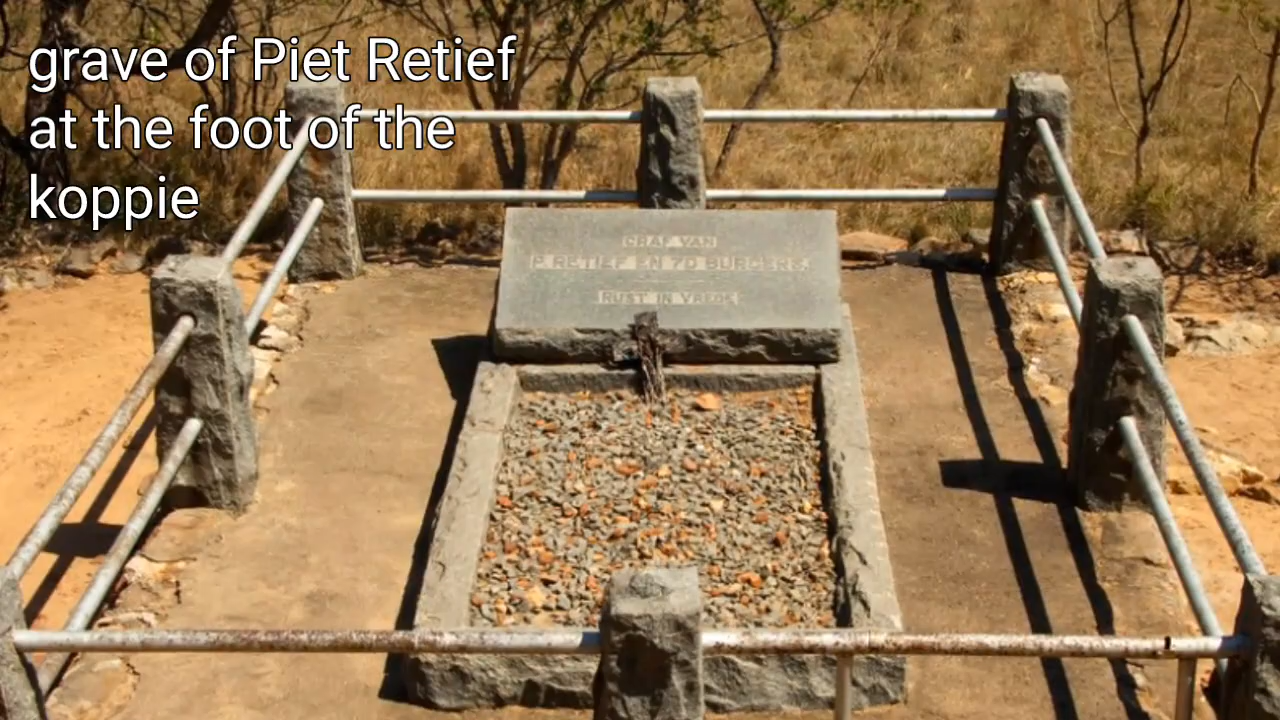 grave of Piet Retief
at the foot of the
koppie
GRAF VAN
P. RETIEF EN 70 BURGERS.
RUST IN VREDE